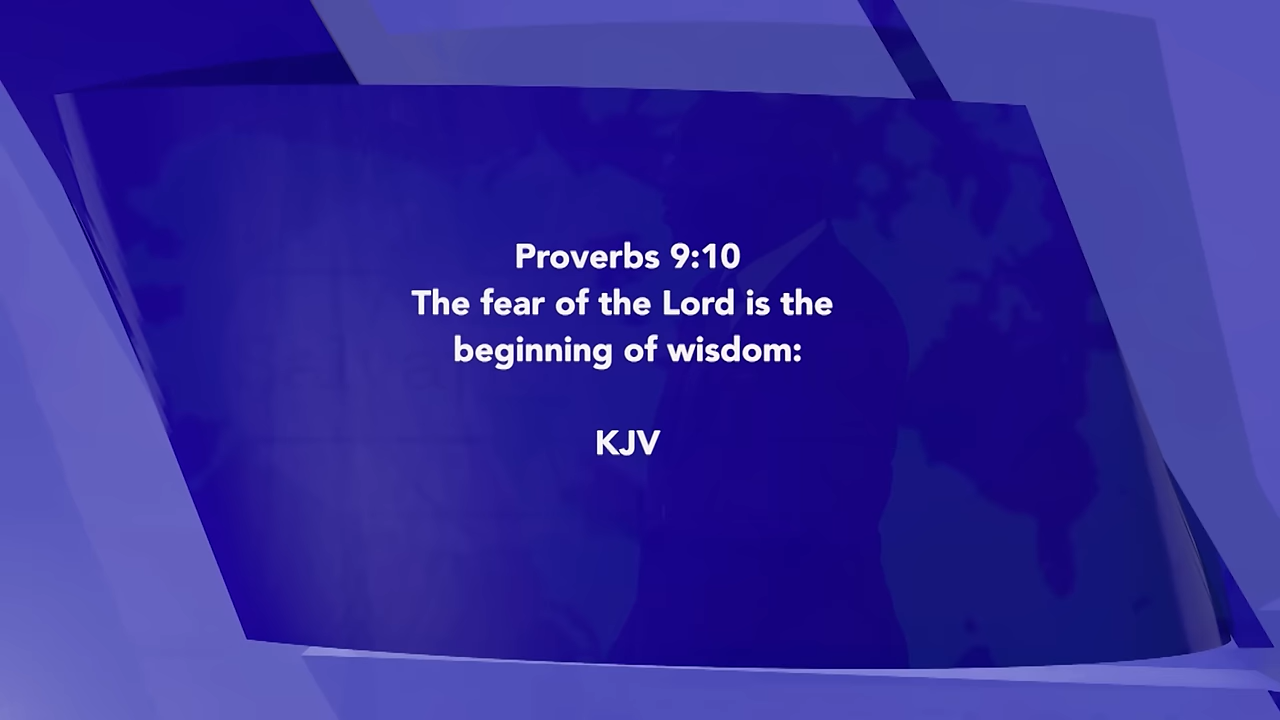 Proverbs 9:10
The fear of the Lord is the
beginning of wisdom:
KJV